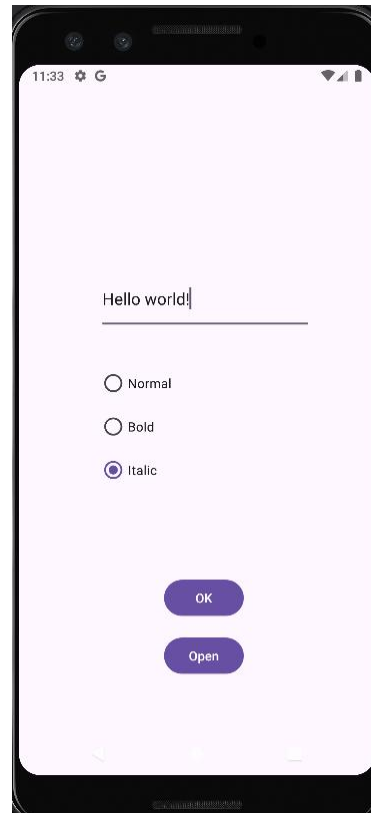 11:33 G
Hello world!
Normal
Bold
Italic
OK
Open